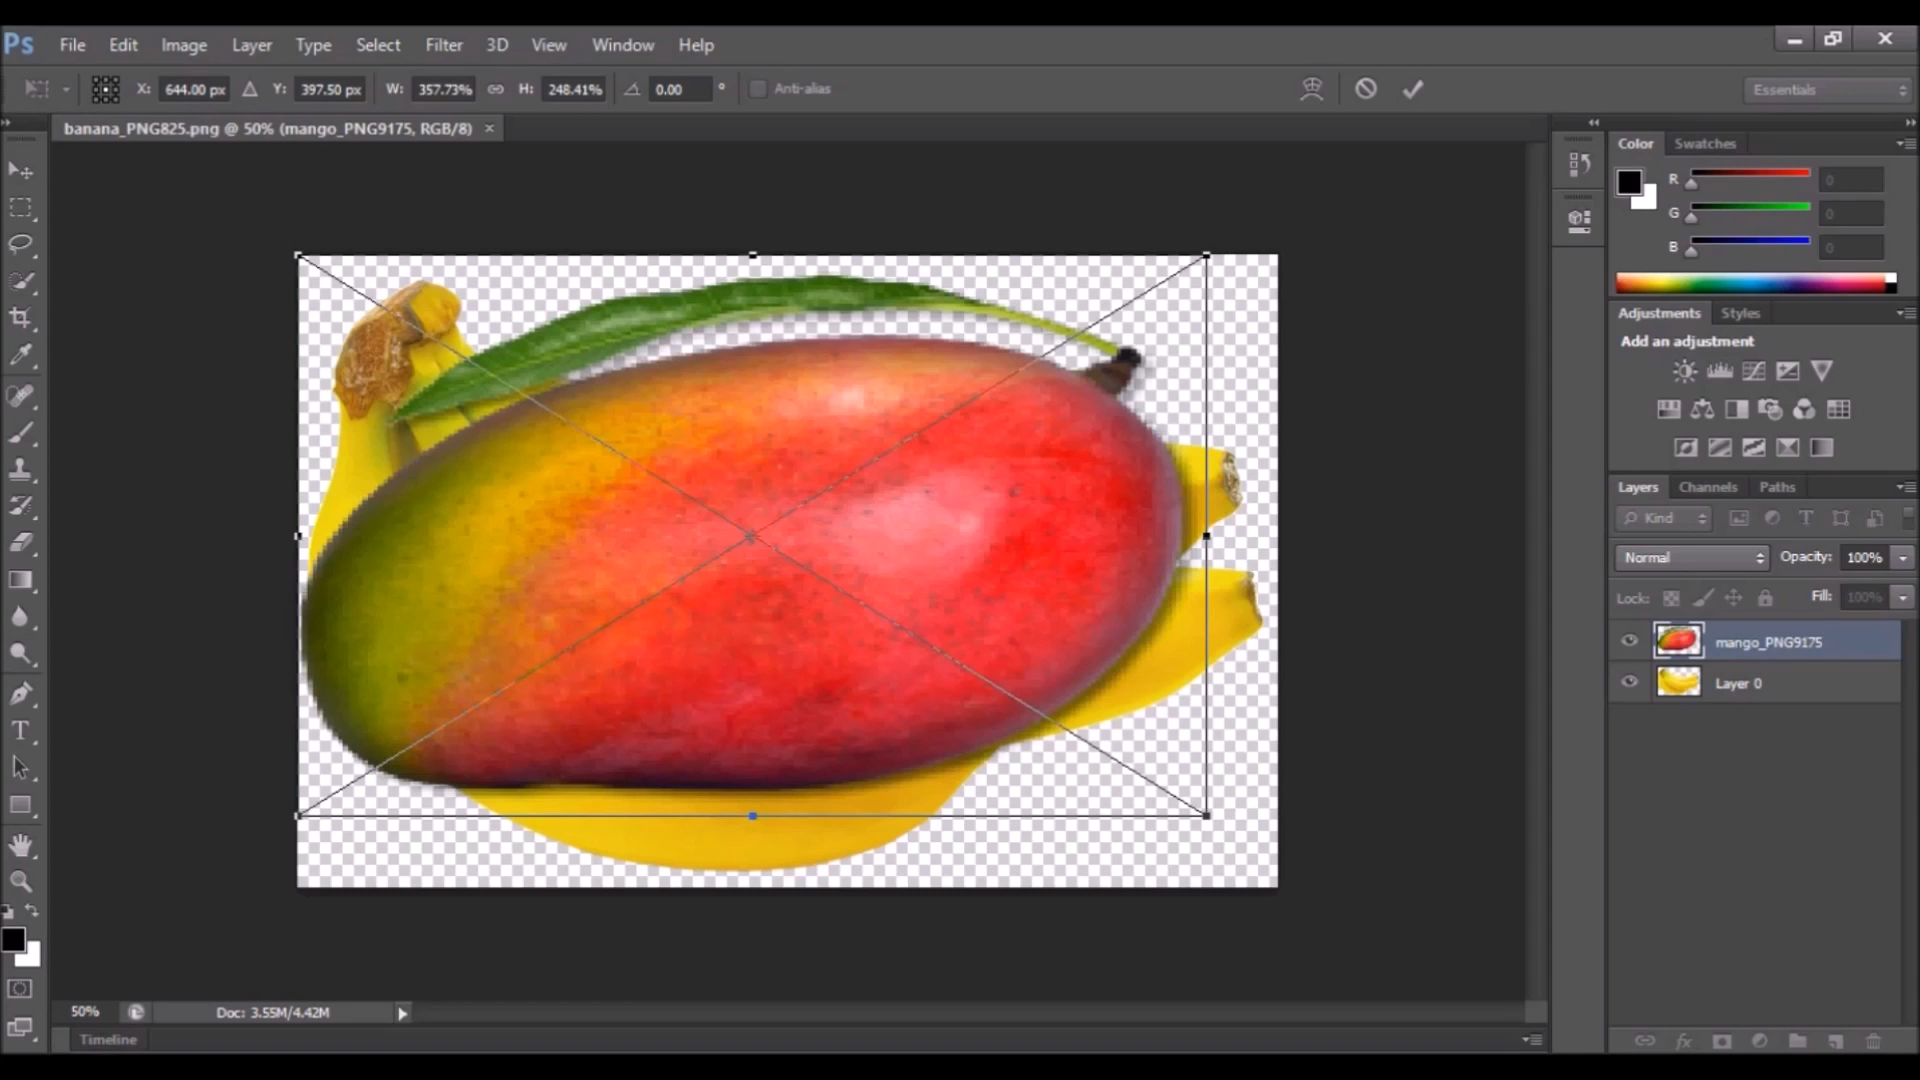 Ps File Edit Image Layer Type Select Filter 3D View Window Help
X: 644.00 px Y: 397.50 px W: 357.73% H: 248.41% 0.00 ° Anti-alias Essentials
banana_PNG825.png @ 50% (mango_PNG9175, RGB/8) ×
Color Swatches
R 0
G 0
B 0
Adjustments Styles
Add an adjustment
Layers Channels Paths
Kind
Normal Opacity: 100%
Lock: Fill: 100%
mango_PNG9175
Layer 0
50% Doc: 3.55M/4.42M
Timeline